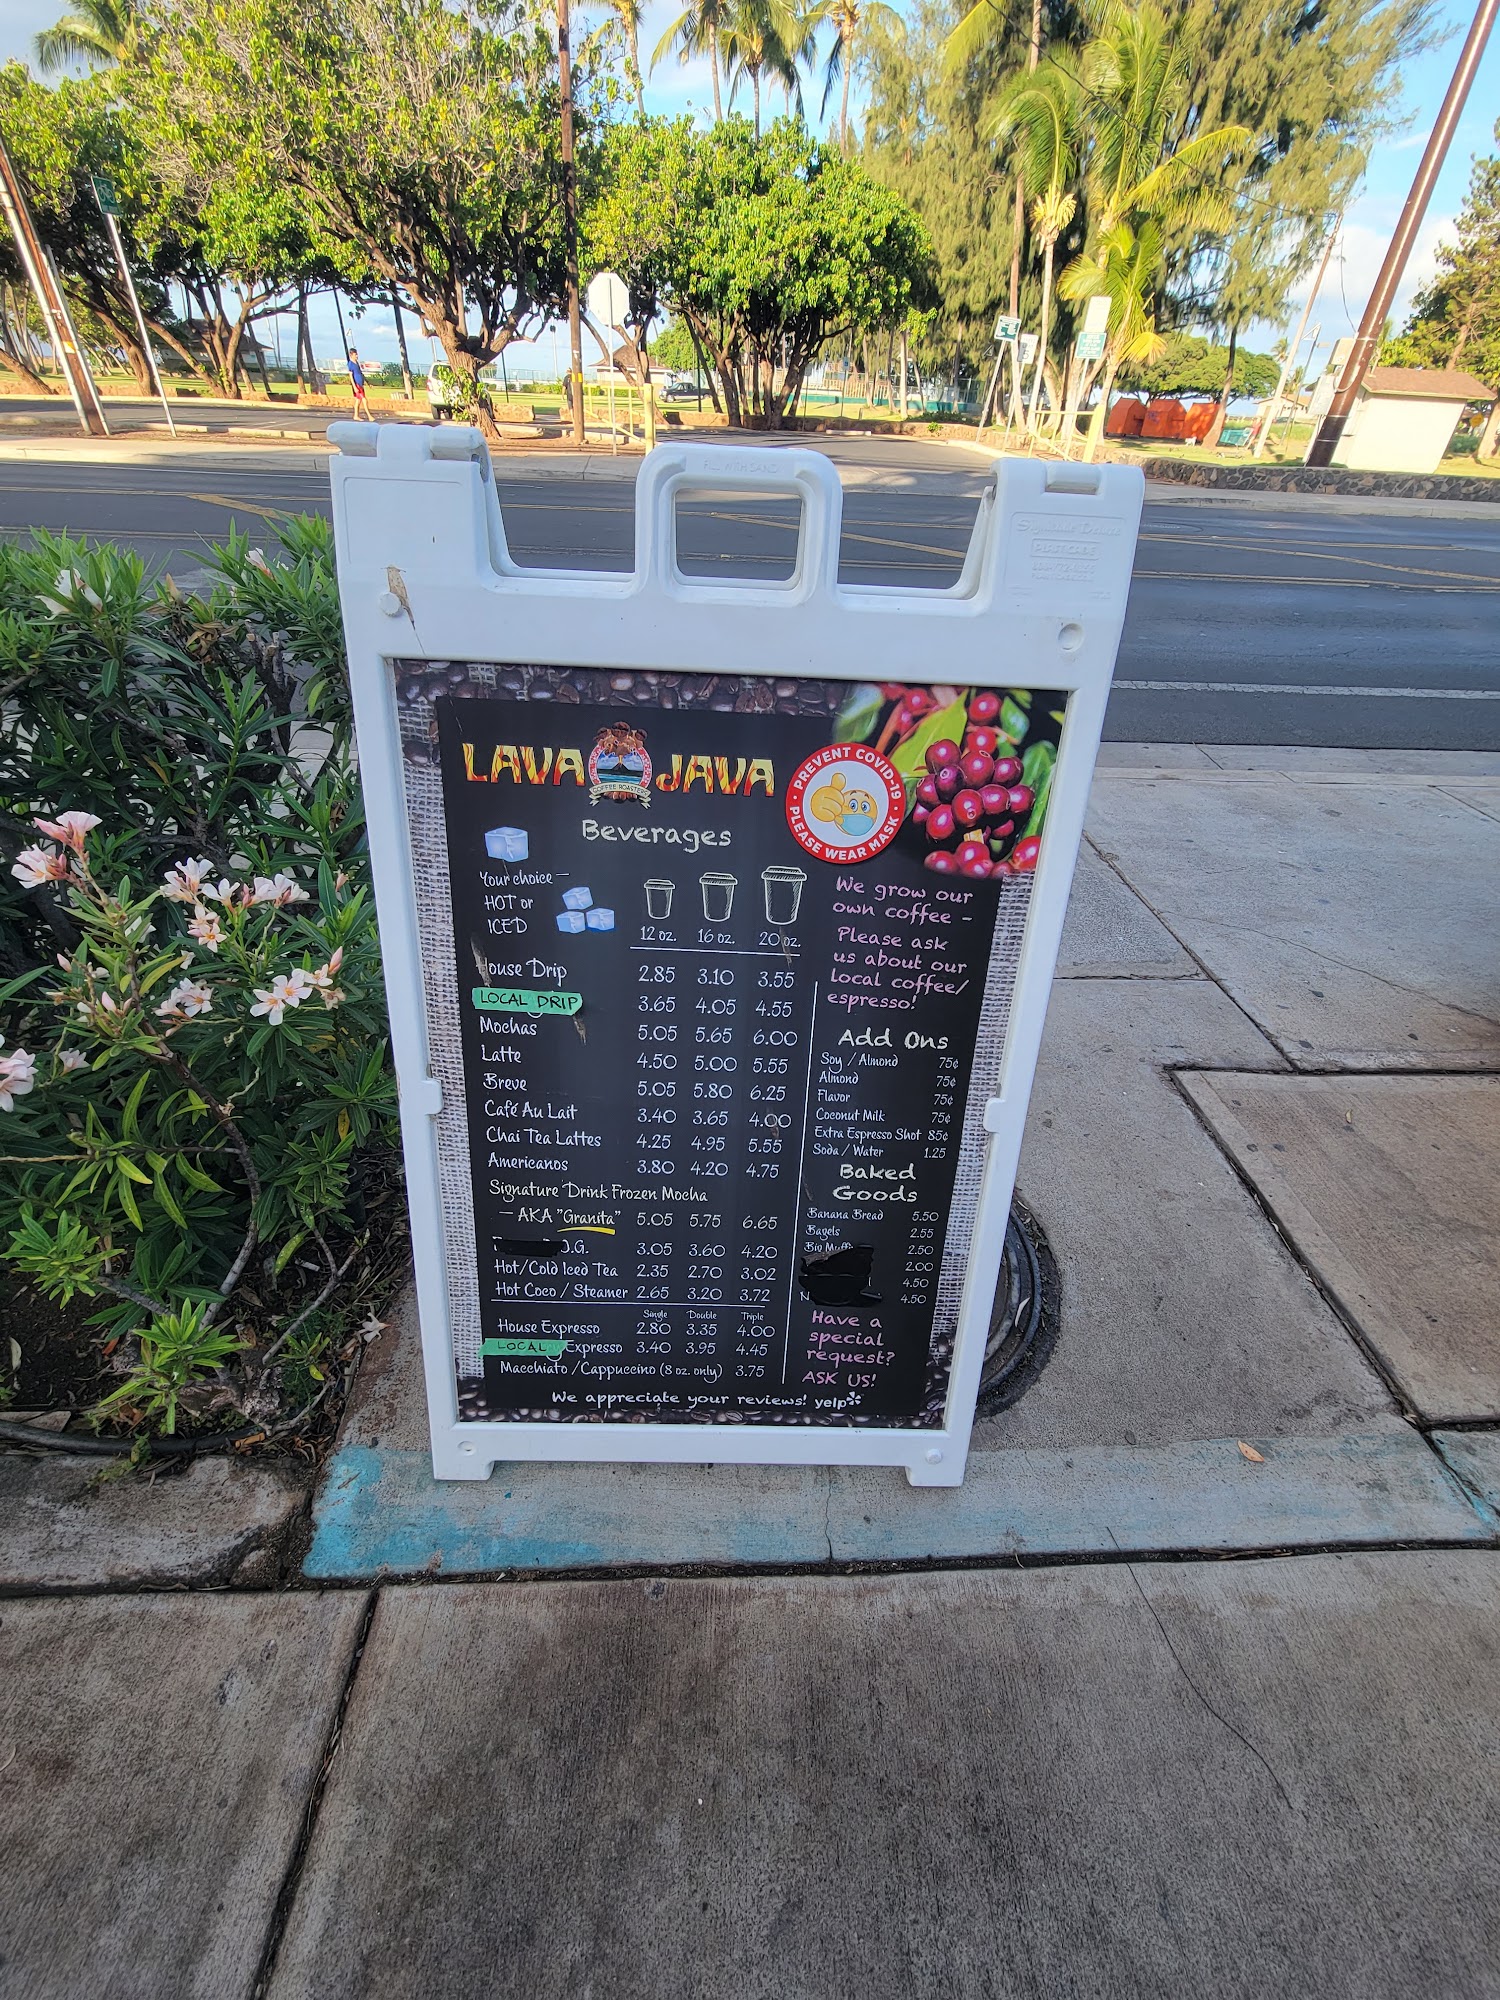 FILL WITH SAND
LAVA JAVA
COFFEE ROASTERS
PREVENT COVID-19
PLEASE WEAR MASK
Beverages
Your choice –
HOT or
ICED
12 oz. 16 oz. 20 oz.
ouse Drip 2.85 3.10 3.55
LOCAL DRIP 3.65 4.05 4.55
Mochas 5.05 5.65 6.00
Latte 4.50 5.00 5.55
Breve 5.05 5.80 6.25
Café Au Lait 3.40 3.65 4.00
Chai Tea Lattes 4.25 4.95 5.55
Americanos 3.80 4.20 4.75
Signature Drink Frozen Mocha
– AKA "Granita" 5.05 5.75 6.65
O.G. 3.05 3.60 4.20
Hot/Cold Iced Tea 2.35 2.70 3.02
Hot Coco / Steamer 2.65 3.20 3.72
Single Double Triple
House Expresso 2.80 3.35 4.00
LOCAL Expresso 3.40 3.95 4.45
Macchiato / Cappuccino (8 oz. only) 3.75
We grow our
own coffee –
Please ask
us about our
local coffee/
espresso!
Add Ons
Soy / Almond 75¢
Almond 75¢
Flavor 75¢
Coconut Milk 75¢
Extra Espresso Shot 85¢
Soda / Water 1.25
Baked
Goods
Banana Bread 5.50
Bagels 2.55
Big Muff 2.50
2.00
4.50
N 4.50
Have a
special
request?
ASK US!
We appreciate your reviews! yelp